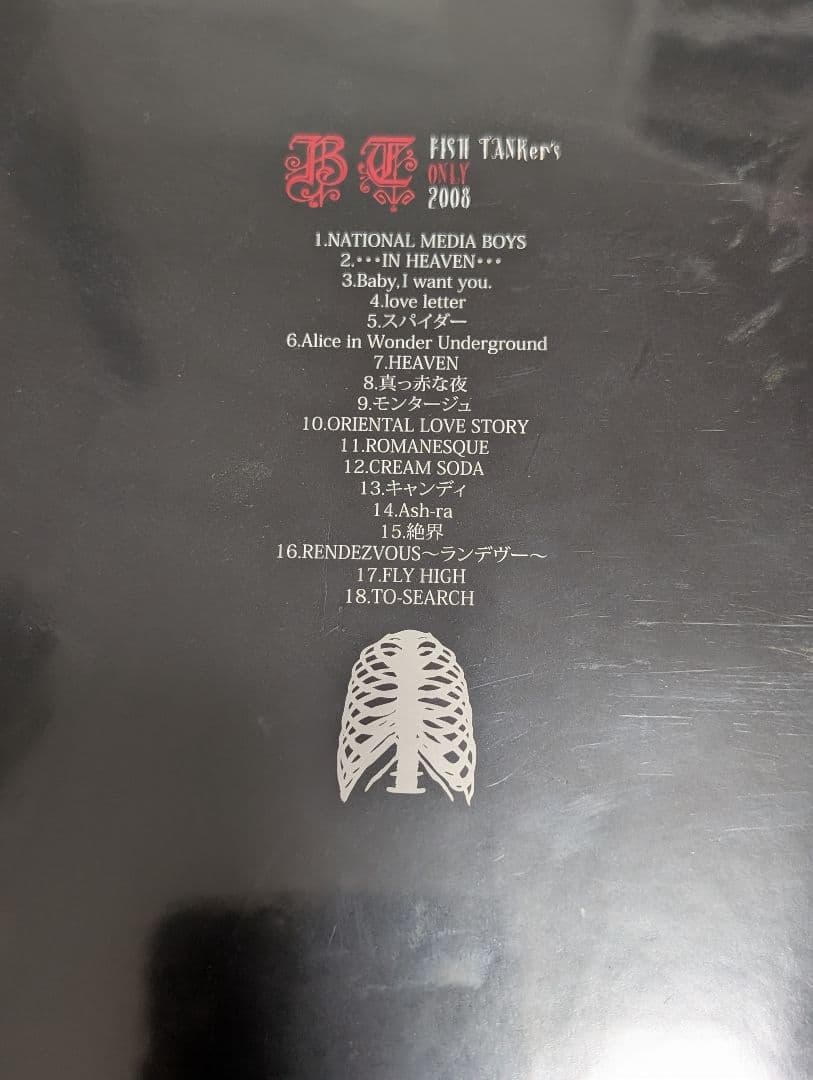 BT FISH TANKer's
ONLY
2008
1.NATIONAL MEDIA BOYS
2.･･･IN HEAVEN･･･
3.Baby,I want you.
4.love letter
5.スパイダー
6.Alice in Wonder Underground
7.HEAVEN
8.真っ赤な夜
9.モンタージュ
10.ORIENTAL LOVE STORY
11.ROMANESQUE
12.CREAM SODA
13.キャンディ
14.Ash-ra
15.絶界
16.RENDEZVOUS〜ランデヴー〜
17.FLY HIGH
18.TO-SEARCH